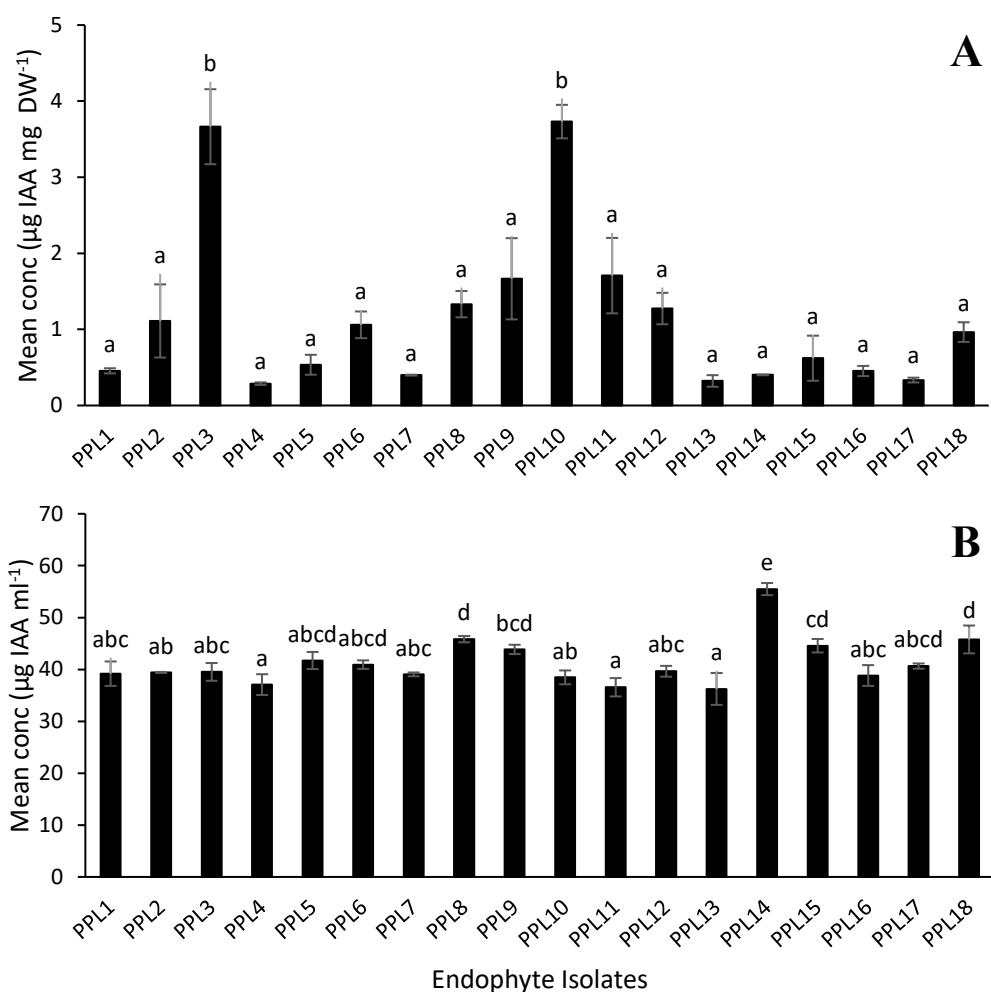 A
Mean conc (µg IAA mg DW-1)
5
4
3
2
1
0
a a b a a a a a a b a a a a a a a a
PPL1 PPL2 PPL3 PPL4 PPL5 PPL6 PPL7 PPL8 PPL9 PPL10 PPL11 PPL12 PPL13 PPL14 PPL15 PPL16 PPL17 PPL18
B
Mean conc (µg IAA ml-1)
70
60
50
40
30
20
10
0
abc ab abc a abcd abcd abc d bcd ab a abc a e cd abc abcd d
PPL1 PPL2 PPL3 PPL4 PPL5 PPL6 PPL7 PPL8 PPL9 PPL10 PPL11 PPL12 PPL13 PPL14 PPL15 PPL16 PPL17 PPL18
Endophyte Isolates